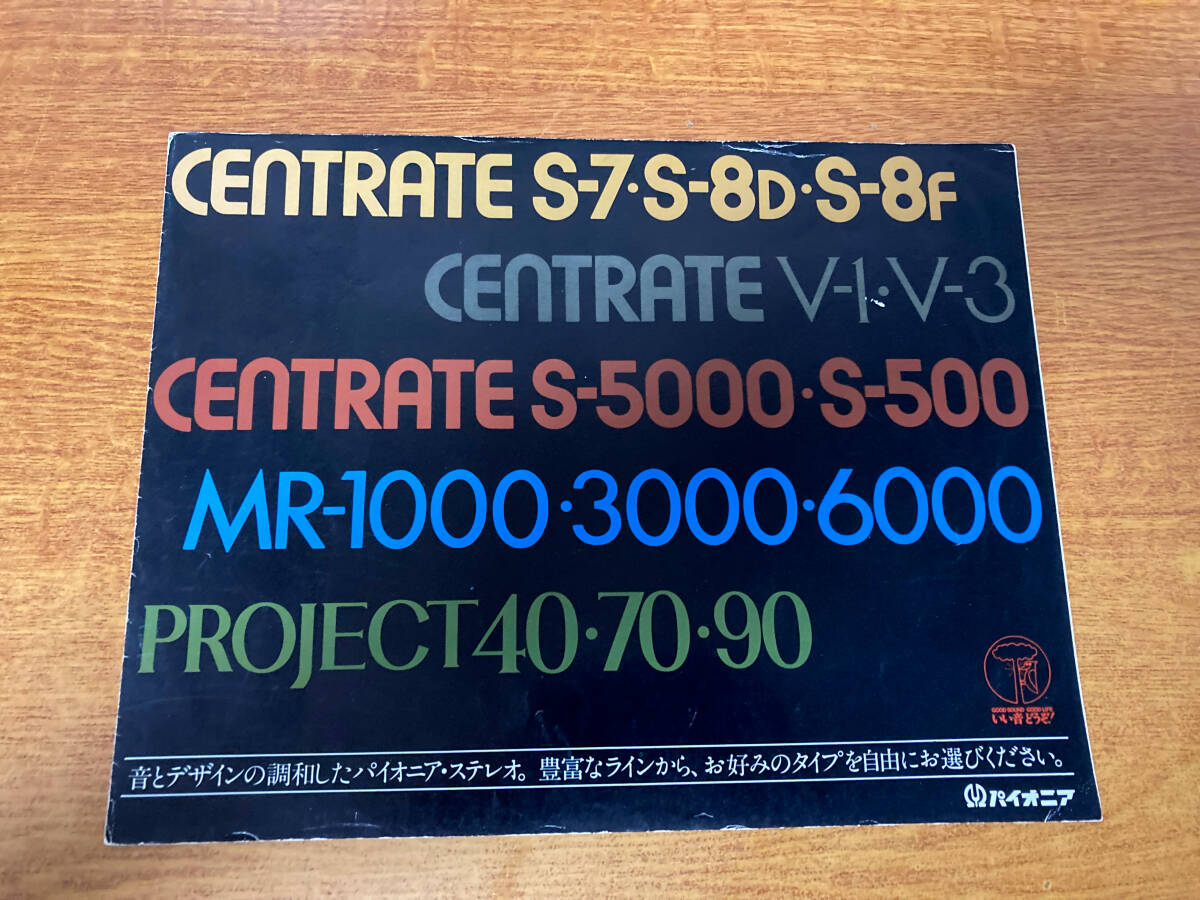 CENTRATE S-7・S-8D・S-8F
CENTRATE V-1・V-3
CENTRATE S-5000・S-500
MR-1000・3000・6000
PROJECT40・70・90
GOOD SOUND GOOD LIFE
いい音どうぞ!
音とデザインの調和したパイオニア・ステレオ。豊富なラインから、お好みのタイプを自由にお選びください。
パイオニア